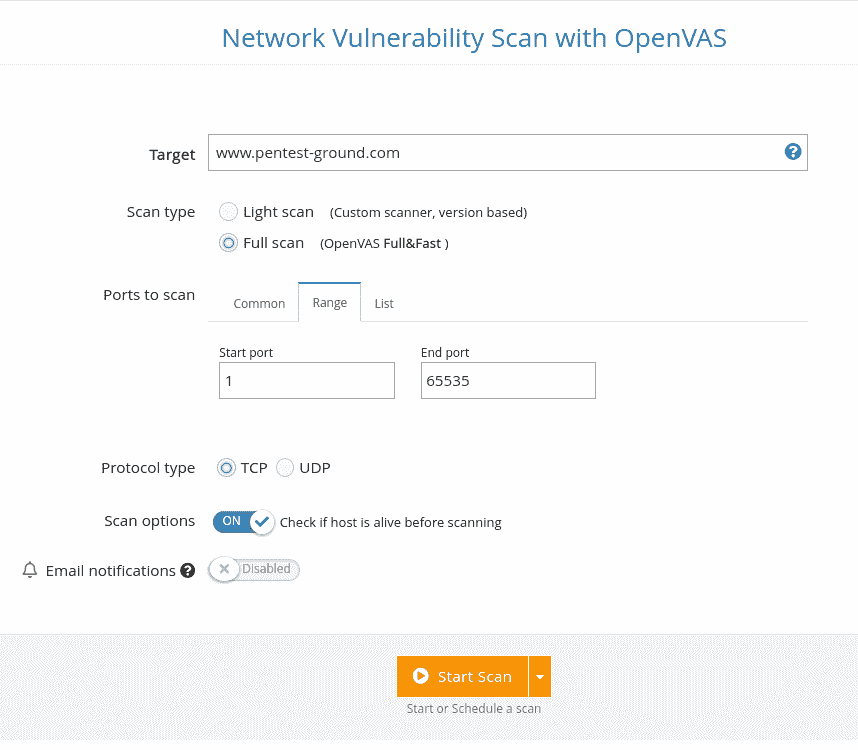 Network Vulnerability Scan with OpenVAS
Target www.pentest-ground.com ?
Scan type Light scan (Custom scanner, version based)
Full scan (OpenVAS Full&Fast )
Ports to scan Common Range List
Start port End port
1 65535
Protocol type TCP UDP
Scan options ON Check if host is alive before scanning
Email notifications ? Disabled
Start Scan
Start or Schedule a scan